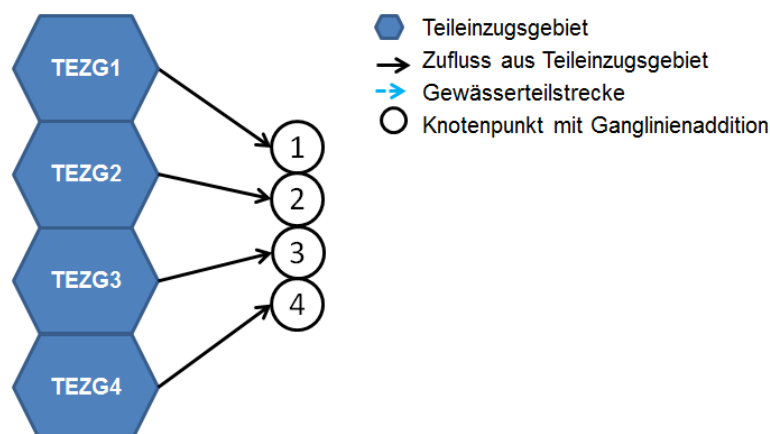 TEZG1
TEZG2
TEZG3
TEZG4
1
2
3
4
Teileinzugsgebiet
Zufluss aus Teileinzugsgebiet
Gewässerteilstrecke
Knotenpunkt mit Ganglinienaddition